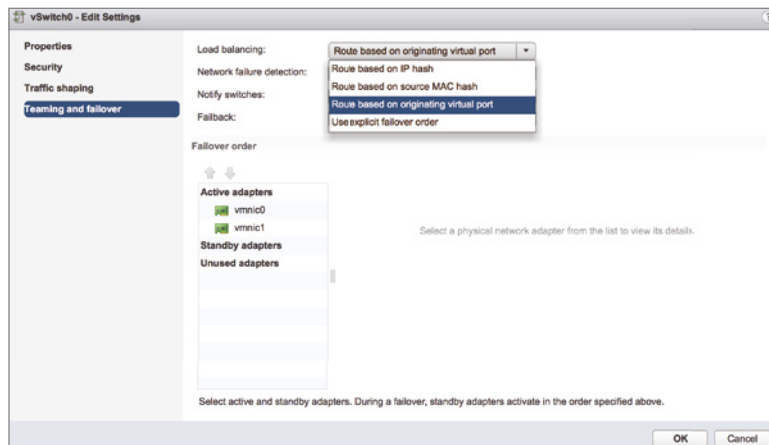 vSwitch0 - Edit Settings
Properties
Security
Traffic shaping
Teaming and failover
Load balancing:
Route based on originating virtual port
Network failure detection:
Notify switches:
Failback:
Route based on IP hash
Route based on source MAC hash
Route based on originating virtual port
Use explicit failover order
Failover order
Active adapters
vmnic0
vmnic1
Standby adapters
Unused adapters
Select a physical network adapter from the list to view its details.
Select active and standby adapters. During a failover, standby adapters activate in the order specified above.
OK
Cancel